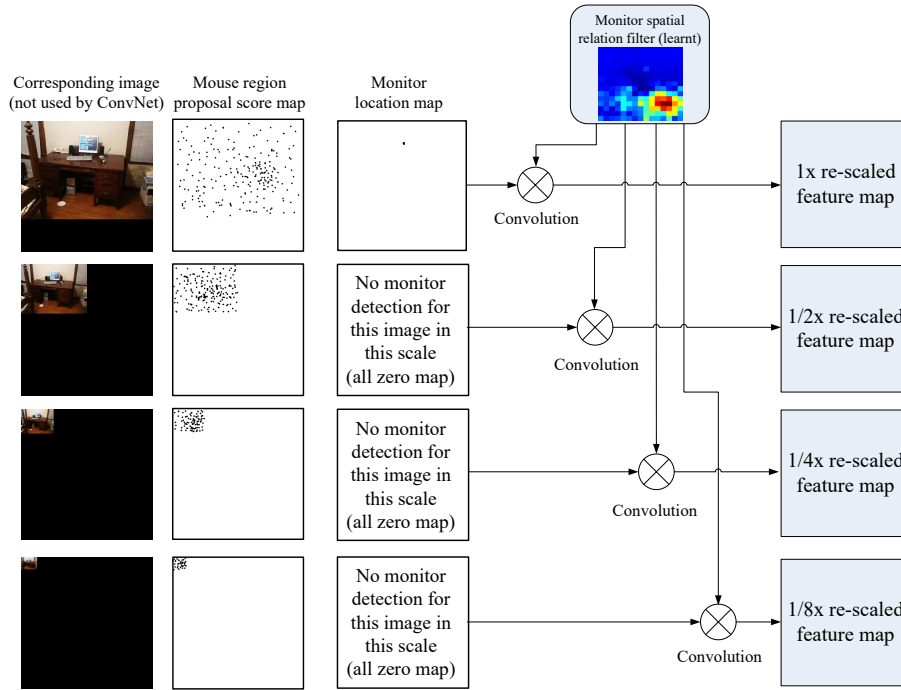 Monitor spatial
relation filter (learnt)
Corresponding image
(not used by ConvNet)
Mouse region
proposal score map
Monitor
location map
Convolution
1x re-scaled
feature map
No monitor
detection for
this image in
this scale
(all zero map)
Convolution
1/2x re-scaled
feature map
No monitor
detection for
this image in
this scale
(all zero map)
Convolution
1/4x re-scaled
feature map
No monitor
detection for
this image in
this scale
(all zero map)
Convolution
1/8x re-scaled
feature map